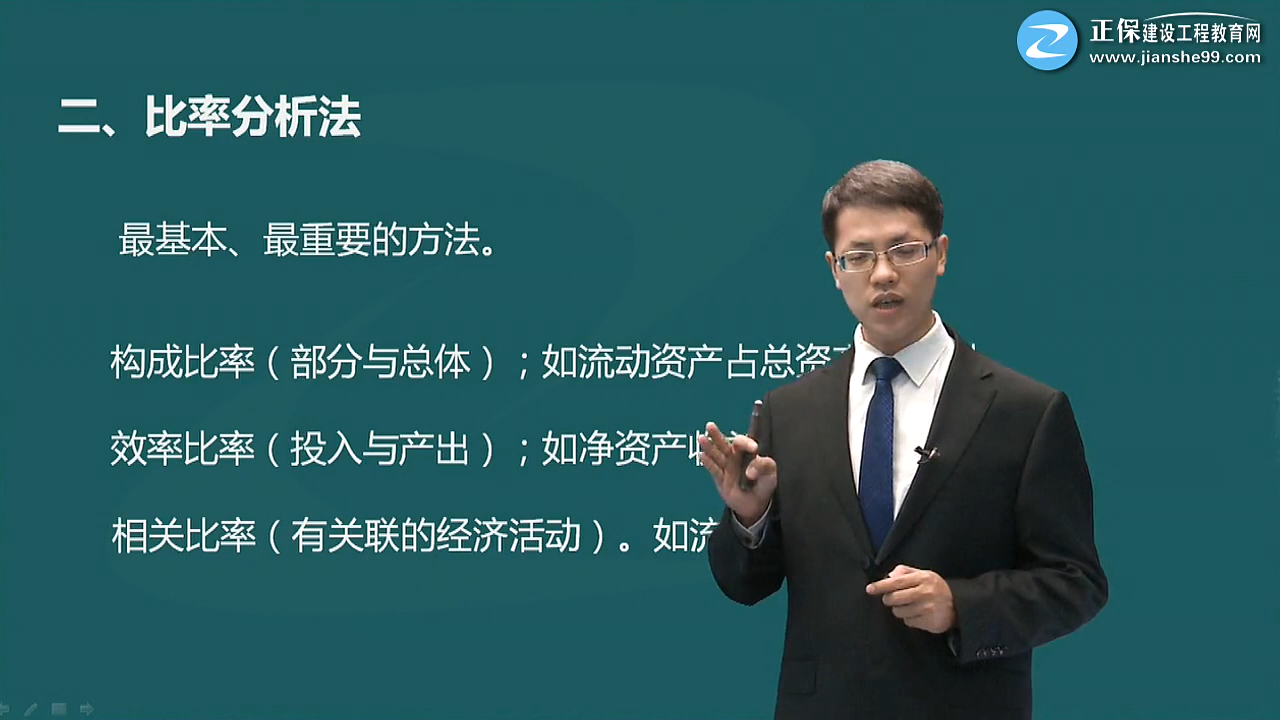 正保建设工程教育网
www.jianshe99.com
二、比率分析法
最基本、最重要的方法。
构成比率（部分与总体）；如流动资产占总资
效率比率（投入与产出）；如净资产收
相关比率（有关联的经济活动）。如流